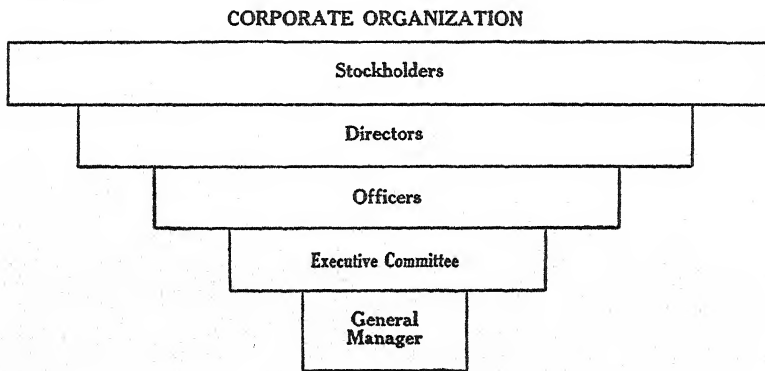 CORPORATE ORGANIZATION
Stockholders
Directors
Officers
Executive Committee
General
Manager